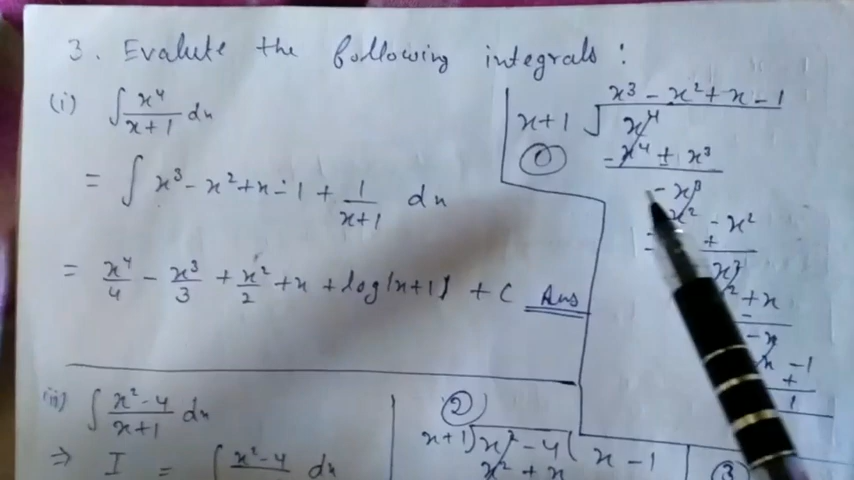 3. Evalute the following integrals :
(i) ∫ x⁴/(x+1) dx
= ∫ x³ - x² + x - 1 + 1/(x+1) dx
= x⁴/4 - x³/3 + x²/2 + x + log|x+1| + C Ans
x³ - x² + x - 1
x+1 ) x⁴
①
- x⁴ ± x³
- x³
x² - x²
+
x²
x² + x
-
- x
x - 1
+
1
(ii) ∫ (x² - 4)/(x+1) dx
⇒ I = ∫ (x² - 4) dx
②
x+1 ) x² - 4 ( x - 1
x² + x
③